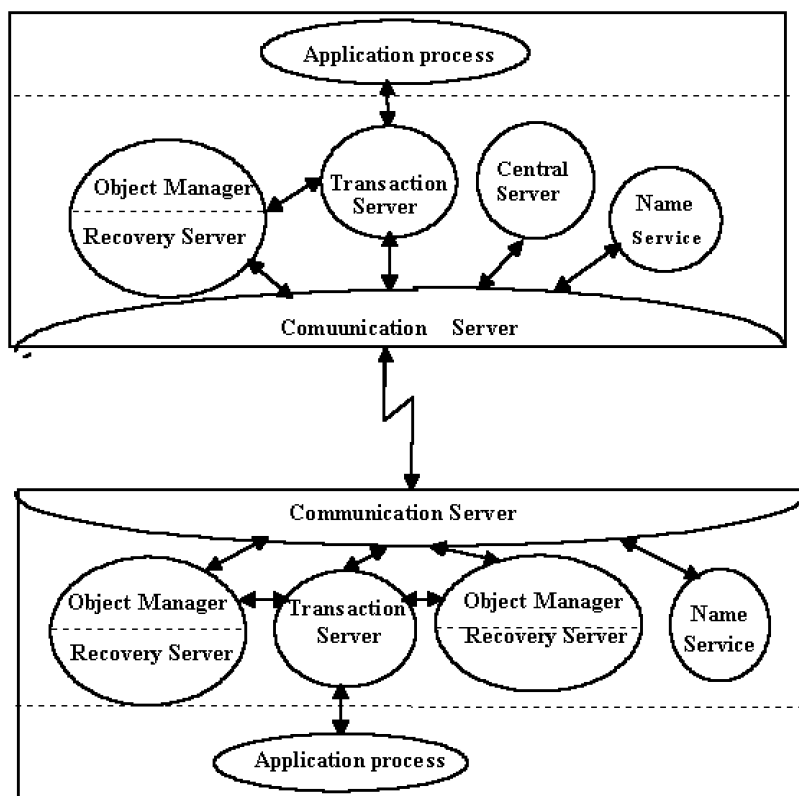 Application process
Object Manager
Recovery Server
Transaction
Server
Central
Server
Name
Service
Comuunication Server
Communication Server
Object Manager
Recovery Server
Transaction
Server
Object Manager
Recovery Server
Name
Service
Application process